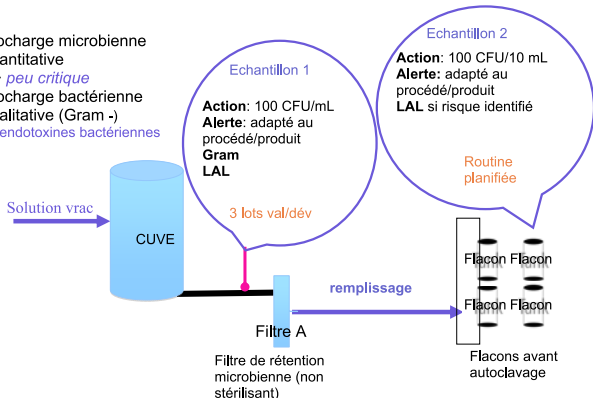 ocharge microbienne
antitative
peu critique
ocharge bactérienne
alitative (Gram -)
endotoxines bactériennes
Echantillon 1
Action: 100 CFU/mL
Alerte: adapté au
procédé/produit
Gram
LAL
3 lots val/dév
Echantillon 2
Action: 100 CFU/10 mL
Alerte: adapté au
procédé/produit
LAL si risque identifié
Routine
planifiée
Solution vrac
CUVE
Filtre A
Filtre de rétention
microbienne (non
stérilisant)
remplissage
Flacon Flacon
Flacon Flacon
Flacons avant
autoclavage